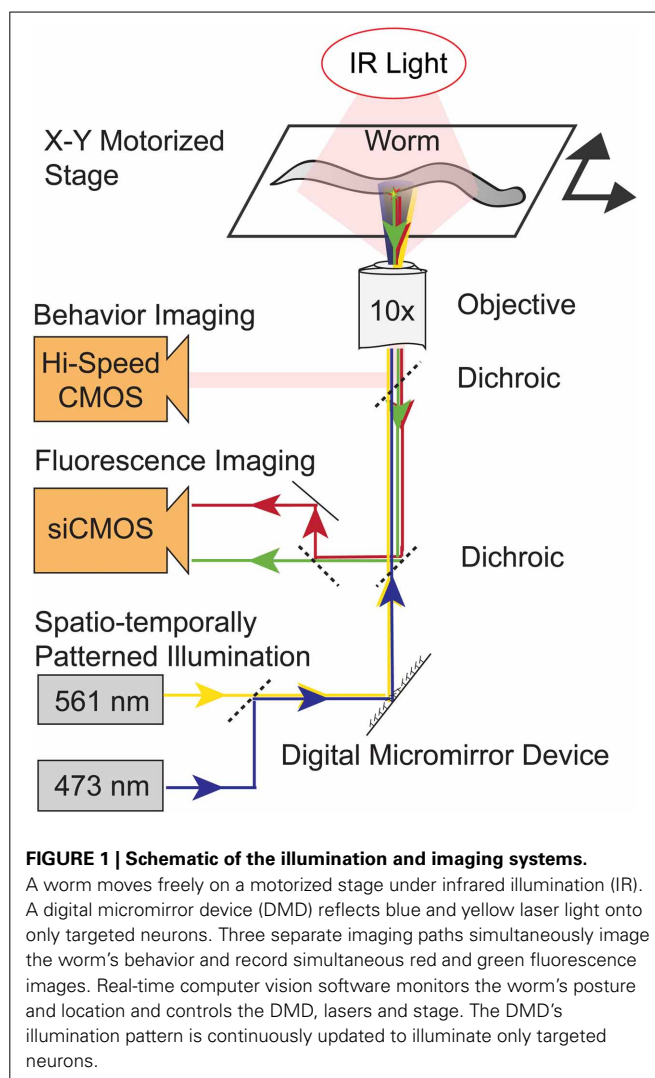 IR Light
X-Y Motorized
Stage
Worm
10x
Objective
Behavior Imaging
Hi-Speed
CMOS
Dichroic
Fluorescence Imaging
siCMOS
Dichroic
Spatio-temporally
Patterned Illumination
561 nm
473 nm
Digital Micromirror Device
FIGURE 1 | Schematic of the illumination and imaging systems.
A worm moves freely on a motorized stage under infrared illumination (IR).
A digital micromirror device (DMD) reflects blue and yellow laser light onto
only targeted neurons. Three separate imaging paths simultaneously image
the worm's behavior and record simultaneous red and green fluorescence
images. Real-time computer vision software monitors the worm's posture
and location and controls the DMD, lasers and stage. The DMD's
illumination pattern is continuously updated to illuminate only targeted
neurons.